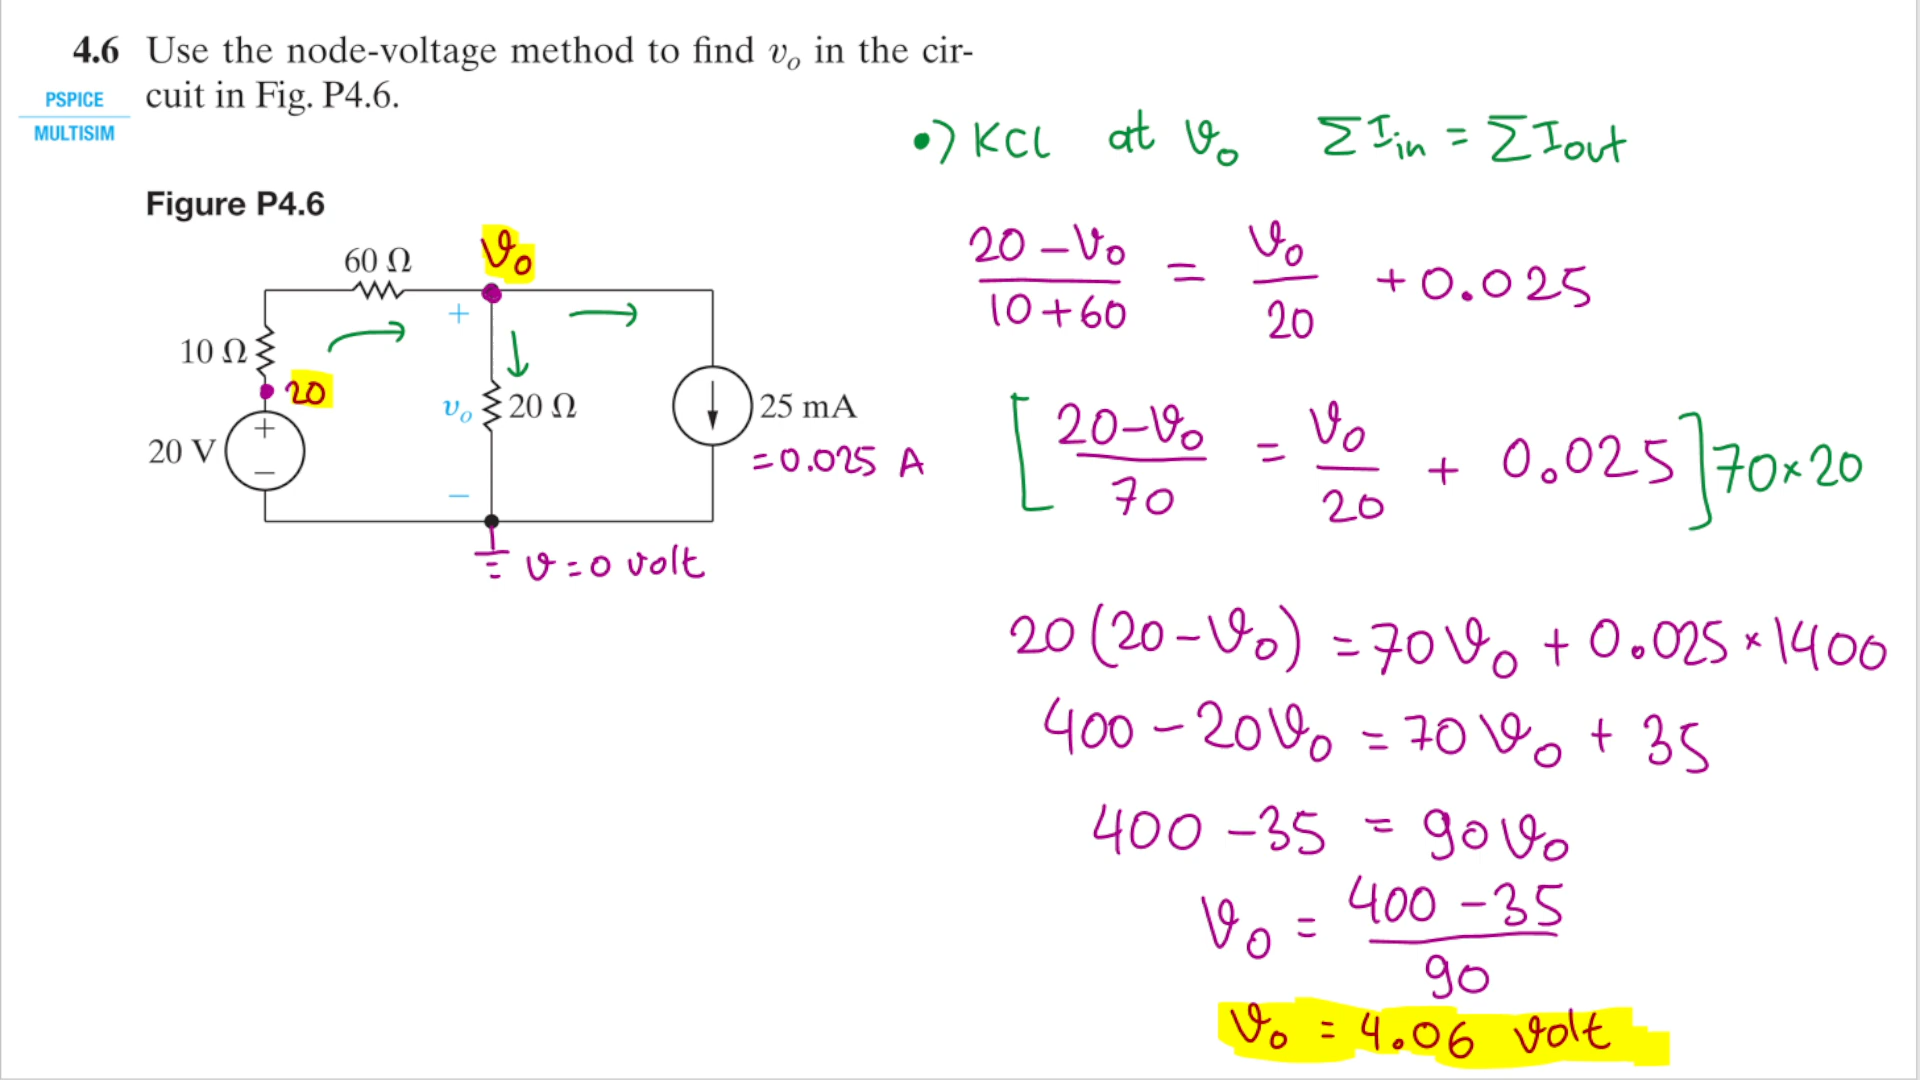 4.6 Use the node-voltage method to find vo in the cir-
PSPICE cuit in Fig. P4.6.
MULTISIM
Figure P4.6
60 Ω
v₀
+
10 Ω
20
vo
20 Ω
25 mA
=0.025 A
20 V
+
−
−
v=0 volt
•) KCL at v₀ ΣIin = ΣIout
(20 − v₀)/(10+60) = v₀/20 + 0.025
[(20−v₀)/70 = v₀/20 + 0.025] 70×20
20(20−v₀) = 70v₀ + 0.025×1400
400 − 20v₀ = 70v₀ + 35
400 − 35 = 90v₀
v₀ = (400 − 35)/90
v₀ = 4.06 volt